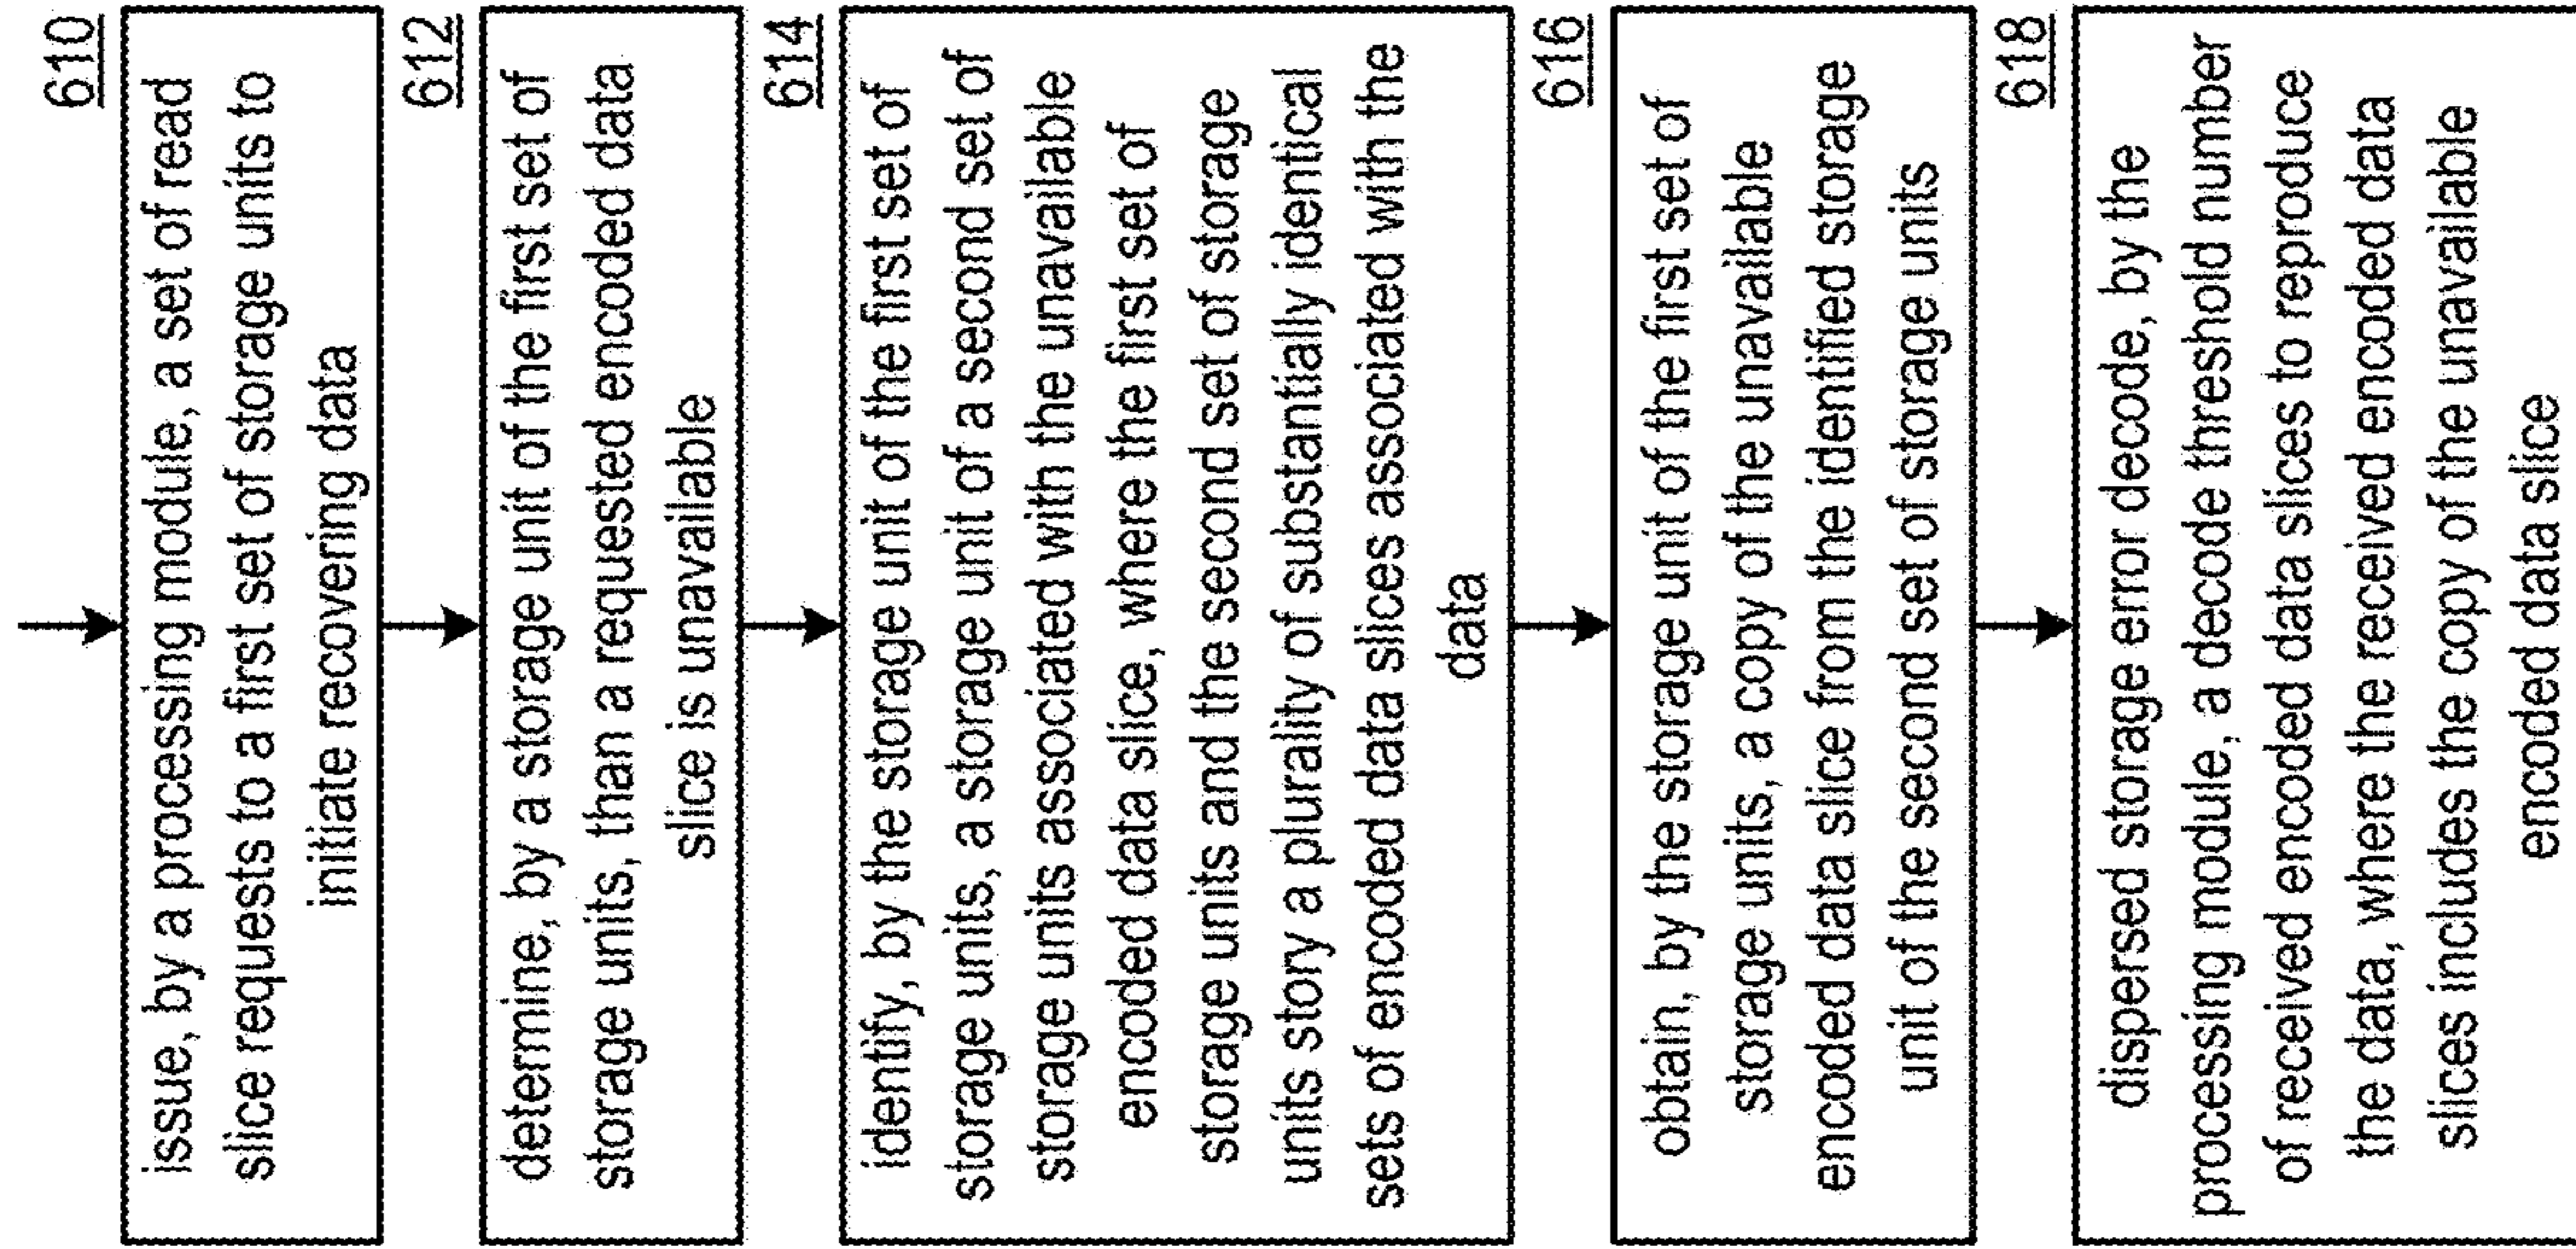 610
issue, by a processing module, a set of read
slice requests to a first set of storage units to
initiate recovering data
612
determine, by a storage unit of the first set of
storage units, than a requested encoded data
slice is unavailable
614
identify, by the storage unit of the first set of
storage units, a storage unit of a second set of
storage units associated with the unavailable
encoded data slice, where the first set of
storage units and the second set of storage
units story a plurality of substantially identical
sets of encoded data slices associated with the
data
616
obtain, by the storage unit of the first set of
storage units, a copy of the unavailable
encoded data slice from the identified storage
unit of the second set of storage units
618
dispersed storage error decode, by the
processing module, a decode threshold number
of received encoded data slices to reproduce
the data, where the received encoded data
slices includes the copy of the unavailable
encoded data slice